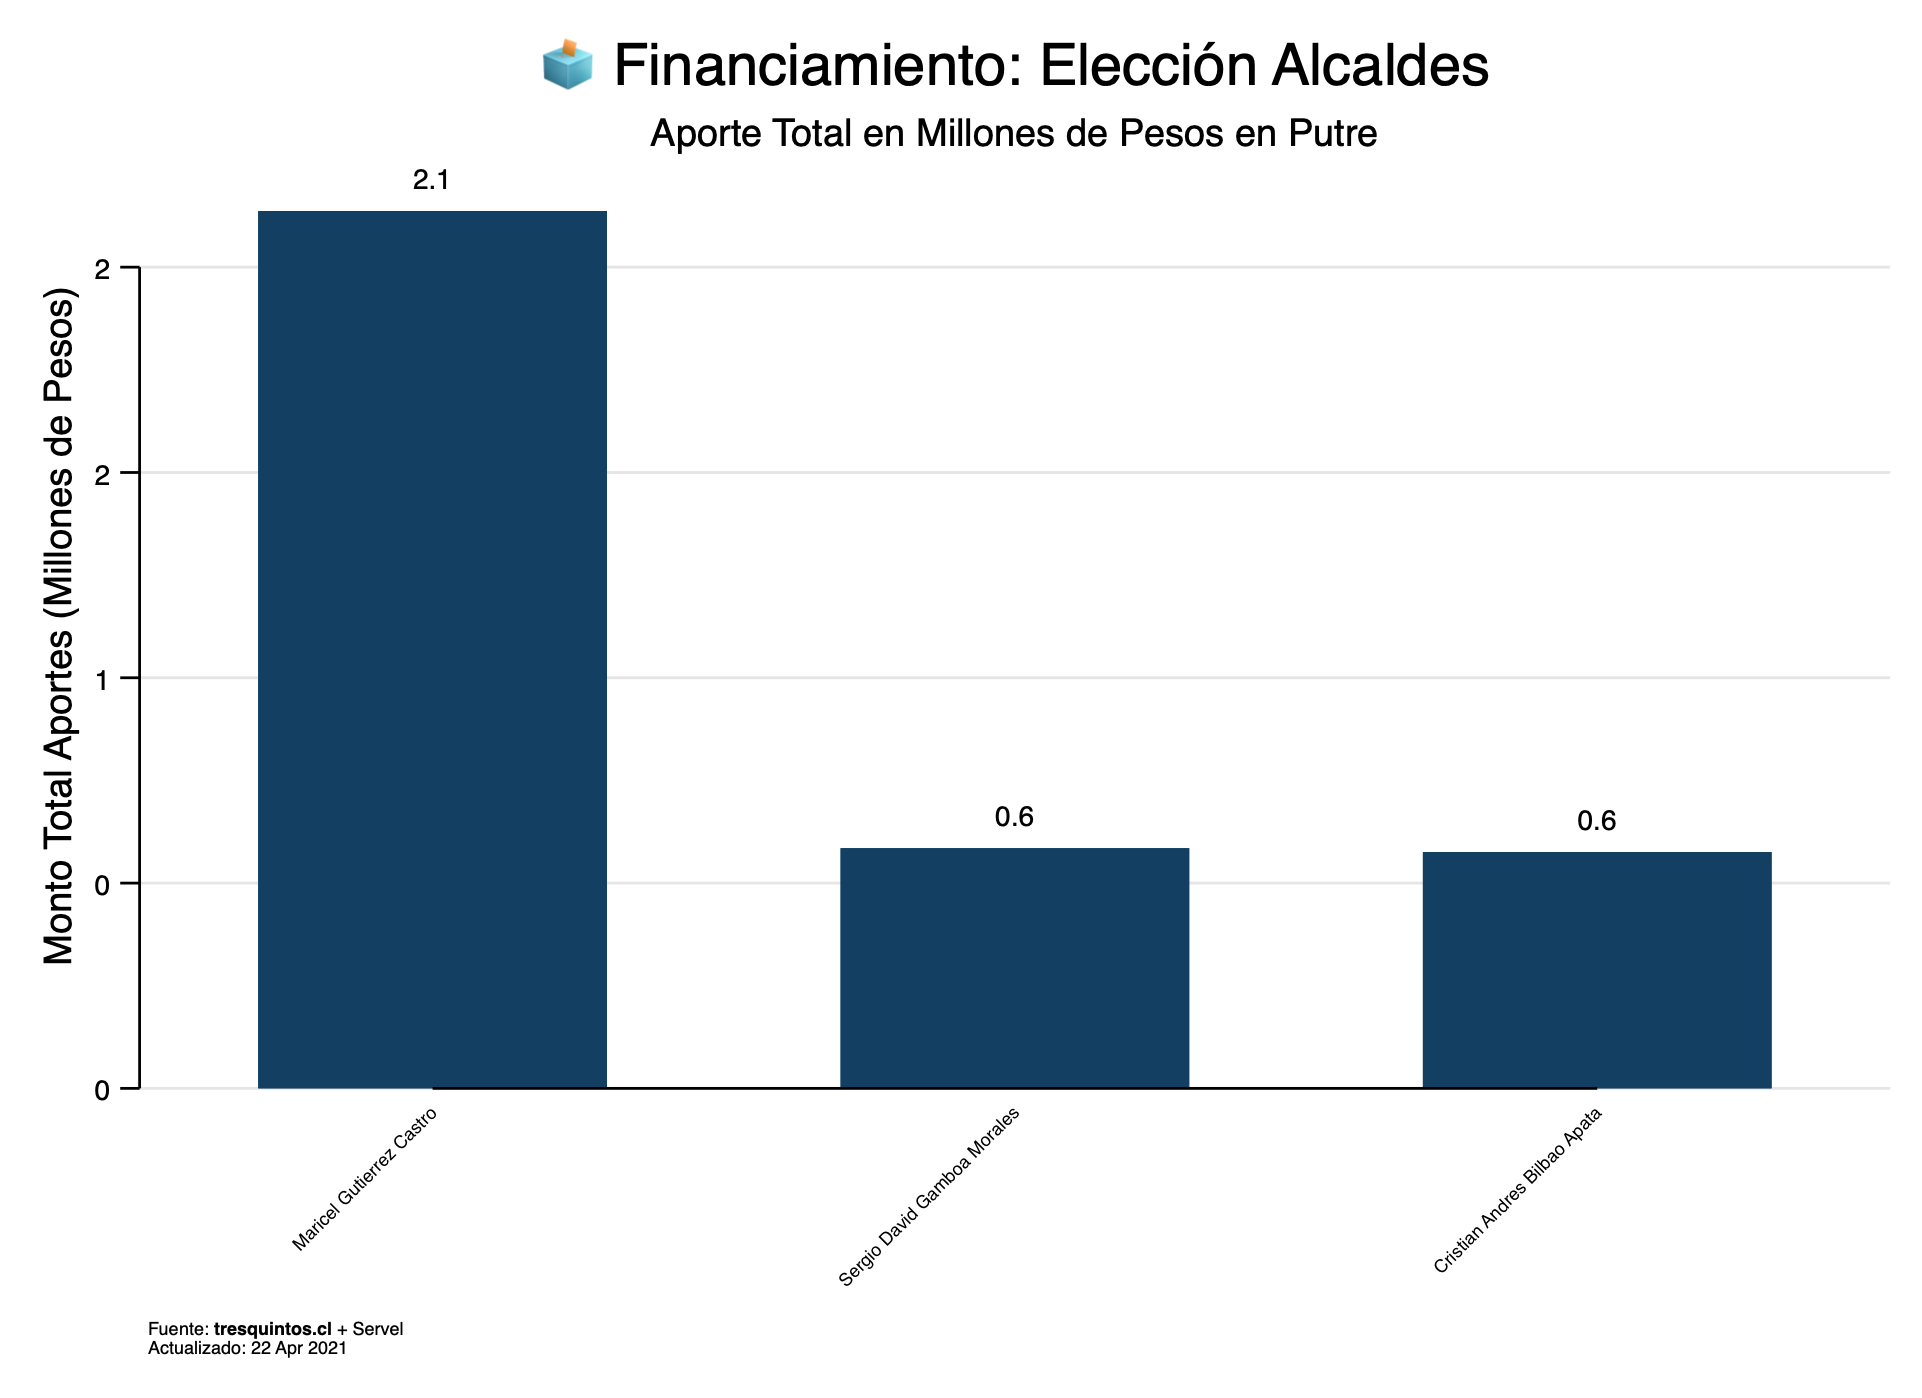 Financiamiento: Elección Alcaldes
Aporte Total en Millones de Pesos en Putre
Monto Total Aportes (Millones de Pesos)
2
2
1
0
0
2.1
0.6
0.6
Maricel Gutierrez Castro
Sergio David Gamboa Morales
Cristian Andres Bilbao Apata
Fuente: tresquintos.cl + Servel
Actualizado: 22 Apr 2021